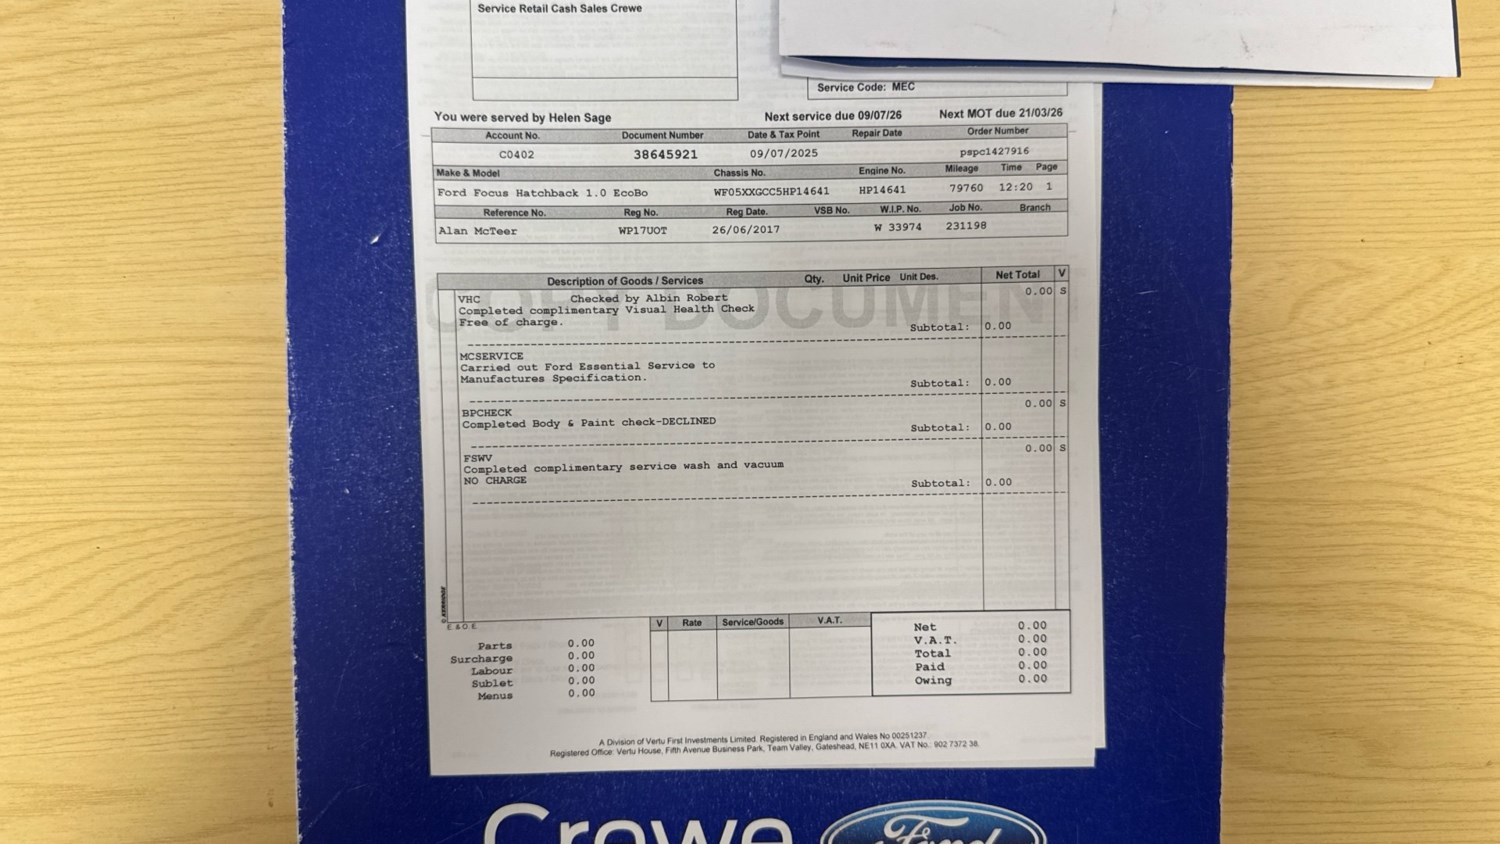 Service Retail Cash Sales Crewe
Service Code: MEC
You were served by Helen Sage Next service due 09/07/26 Next MOT due 21/03/26
Account No. Document Number Date & Tax Point Repair Date Order Number
C0402 38645921 09/07/2025 pspc1427916
Make & Model Chassis No. Engine No. Mileage Time Page
Ford Focus Hatchback 1.0 EcoBo WF05XXGCC5HP14641 HP14641 79760 12:20 1
Reference No. Reg No. Reg Date. VSB No. W.I.P. No. Job No. Branch
Alan McTeer WP17UOT 26/06/2017 W 33974 231198
Description of Goods / Services Qty. Unit Price Unit Des. Net Total V
COPY DOCUMENT
VHC Checked by Albin Robert 0.00 S
Completed complimentary Visual Health Check
Free of charge. Subtotal: 0.00
MCSERVICE
Carried out Ford Essential Service to
Manufactures Specification. Subtotal: 0.00
BPCHECK 0.00 S
Completed Body & Paint check-DECLINED Subtotal: 0.00
FSWV 0.00 S
Completed complimentary service wash and vacuum
NO CHARGE Subtotal: 0.00
E & O E
V Rate Service/Goods V.A.T.
Parts 0.00
Surcharge 0.00
Labour 0.00
Sublet 0.00
Menus 0.00
Net 0.00
V.A.T. 0.00
Total 0.00
Paid 0.00
Owing 0.00
A Division of Vertu First Investments Limited. Registered in England and Wales No 00251237.
Registered Office: Vertu House, Fifth Avenue Business Park, Team Valley, Gateshead, NE11 0XA. VAT No.: 902 7372 38.
Crewe Ford